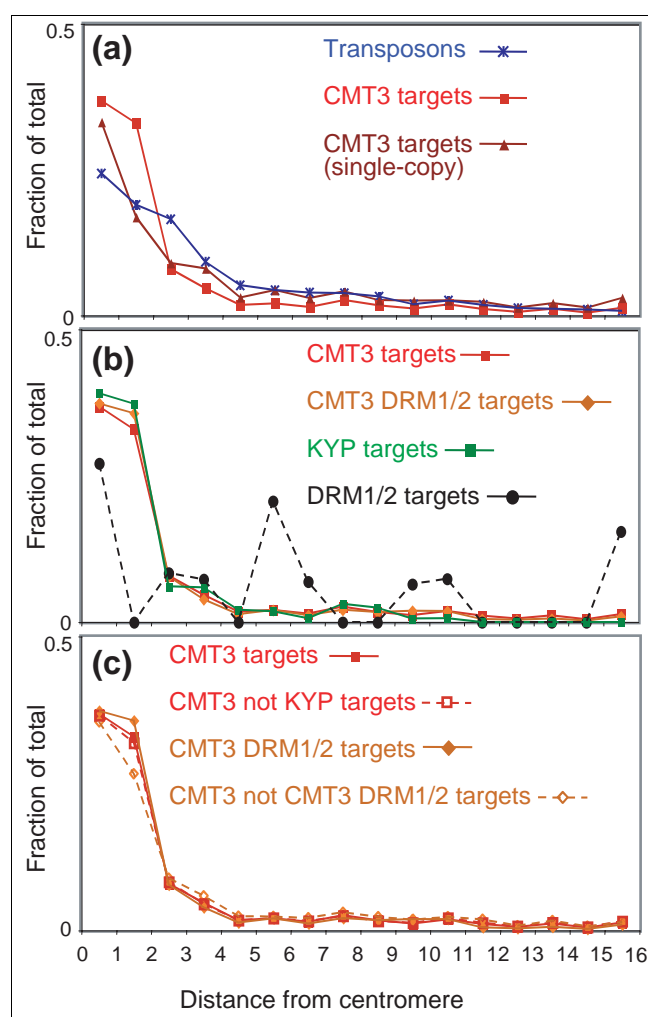 0.5
(a)
Transposons
CMT3 targets
CMT3 targets
(single-copy)
Fraction of total
0
0.5
(b)
CMT3 targets
CMT3 DRM1/2 targets
KYP targets
DRM1/2 targets
Fraction of total
0
0.5
(c)
CMT3 targets
CMT3 not KYP targets
CMT3 DRM1/2 targets
CMT3 not CMT3 DRM1/2 targets
Fraction of total
0
0 1 2 3 4 5 6 7 8 9 10 11 12 13 14 15 16
Distance from centromere